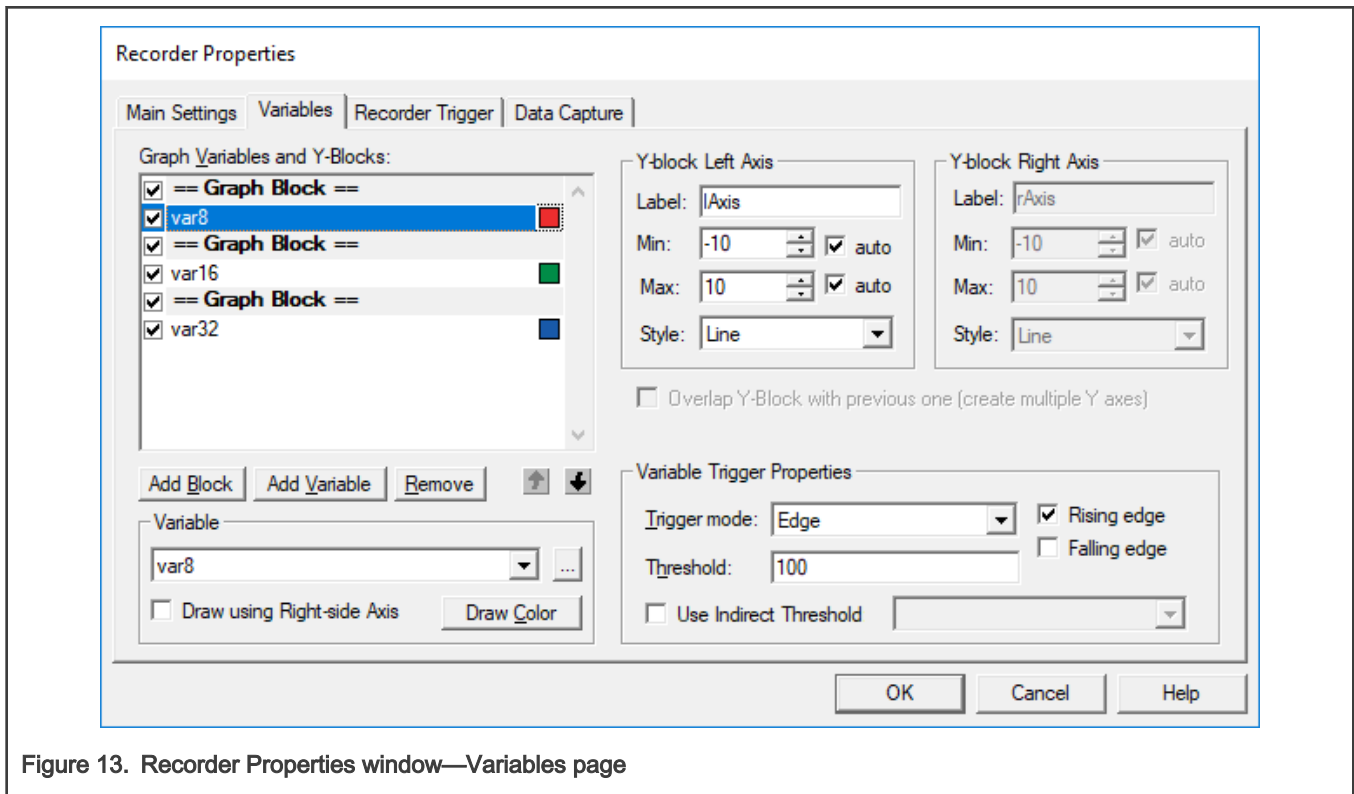 Recorder Properties
Main Settings Variables Recorder Trigger Data Capture
Graph Variables and Y-Blocks:
== Graph Block ==
var8
== Graph Block ==
var16
== Graph Block ==
var32
Add Block Add Variable Remove
Variable
var8 ...
Draw using Right-side Axis Draw Color
Y-block Left Axis
Label: lAxis
Min: -10 auto
Max: 10 auto
Style: Line
Y-block Right Axis
Label: rAxis
Min: -10 auto
Max: 10 auto
Style: Line
Overlap Y-Block with previous one (create multiple Y axes)
Variable Trigger Properties
Trigger mode: Edge Rising edge
Falling edge
Threshold: 100
Use Indirect Threshold
OK Cancel Help
Figure 13. Recorder Properties window—Variables page